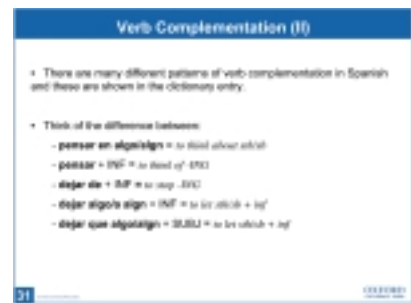 Verb Complementation (II)
• There are many different patterns of verb complementation in Spanish
and these are shown in the dictionary entry.
• Think of the difference between:
- pensar en algo/algn = to think about sth/sb
- pensar + INF = to think of -ING
- dejar de + INF = to stop -ING
- dejar algo/a algn + INF = to let sth/sb + inf
- dejar que algo/algn + SUBJ = to let sth/sb + inf
31
OXFORD